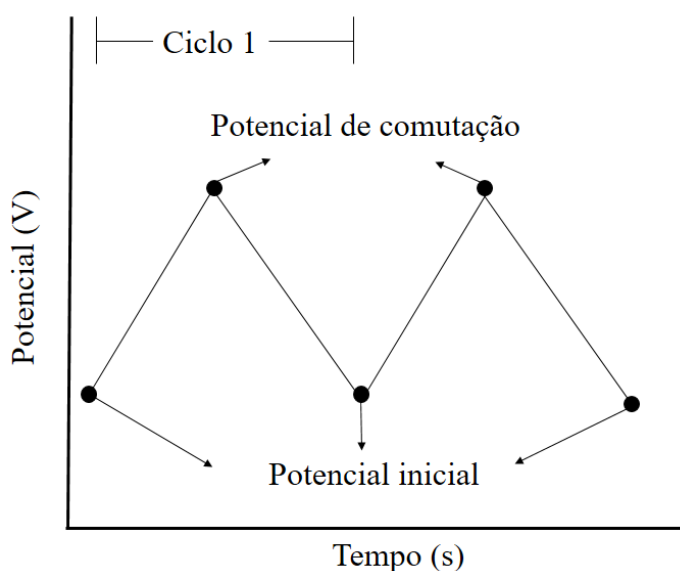 Ciclo 1
Potencial de comutação
Potencial (V)
Potencial inicial
Tempo (s)